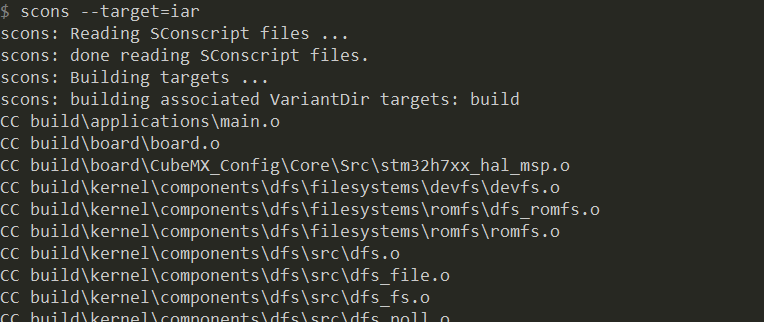 $ scons --target=iar
scons: Reading SConscript files ...
scons: done reading SConscript files.
scons: Building targets ...
scons: building associated VariantDir targets: build
CC build\applications\main.o
CC build\board\board.o
CC build\board\CubeMX_Config\Core\Src\stm32h7xx_hal_msp.o
CC build\kernel\components\dfs\filesystems\devfs\devfs.o
CC build\kernel\components\dfs\filesystems\romfs\dfs_romfs.o
CC build\kernel\components\dfs\filesystems\romfs\romfs.o
CC build\kernel\components\dfs\src\dfs.o
CC build\kernel\components\dfs\src\dfs_file.o
CC build\kernel\components\dfs\src\dfs_fs.o
CC build\kernel\components\dfs\src\dfs_poll.o